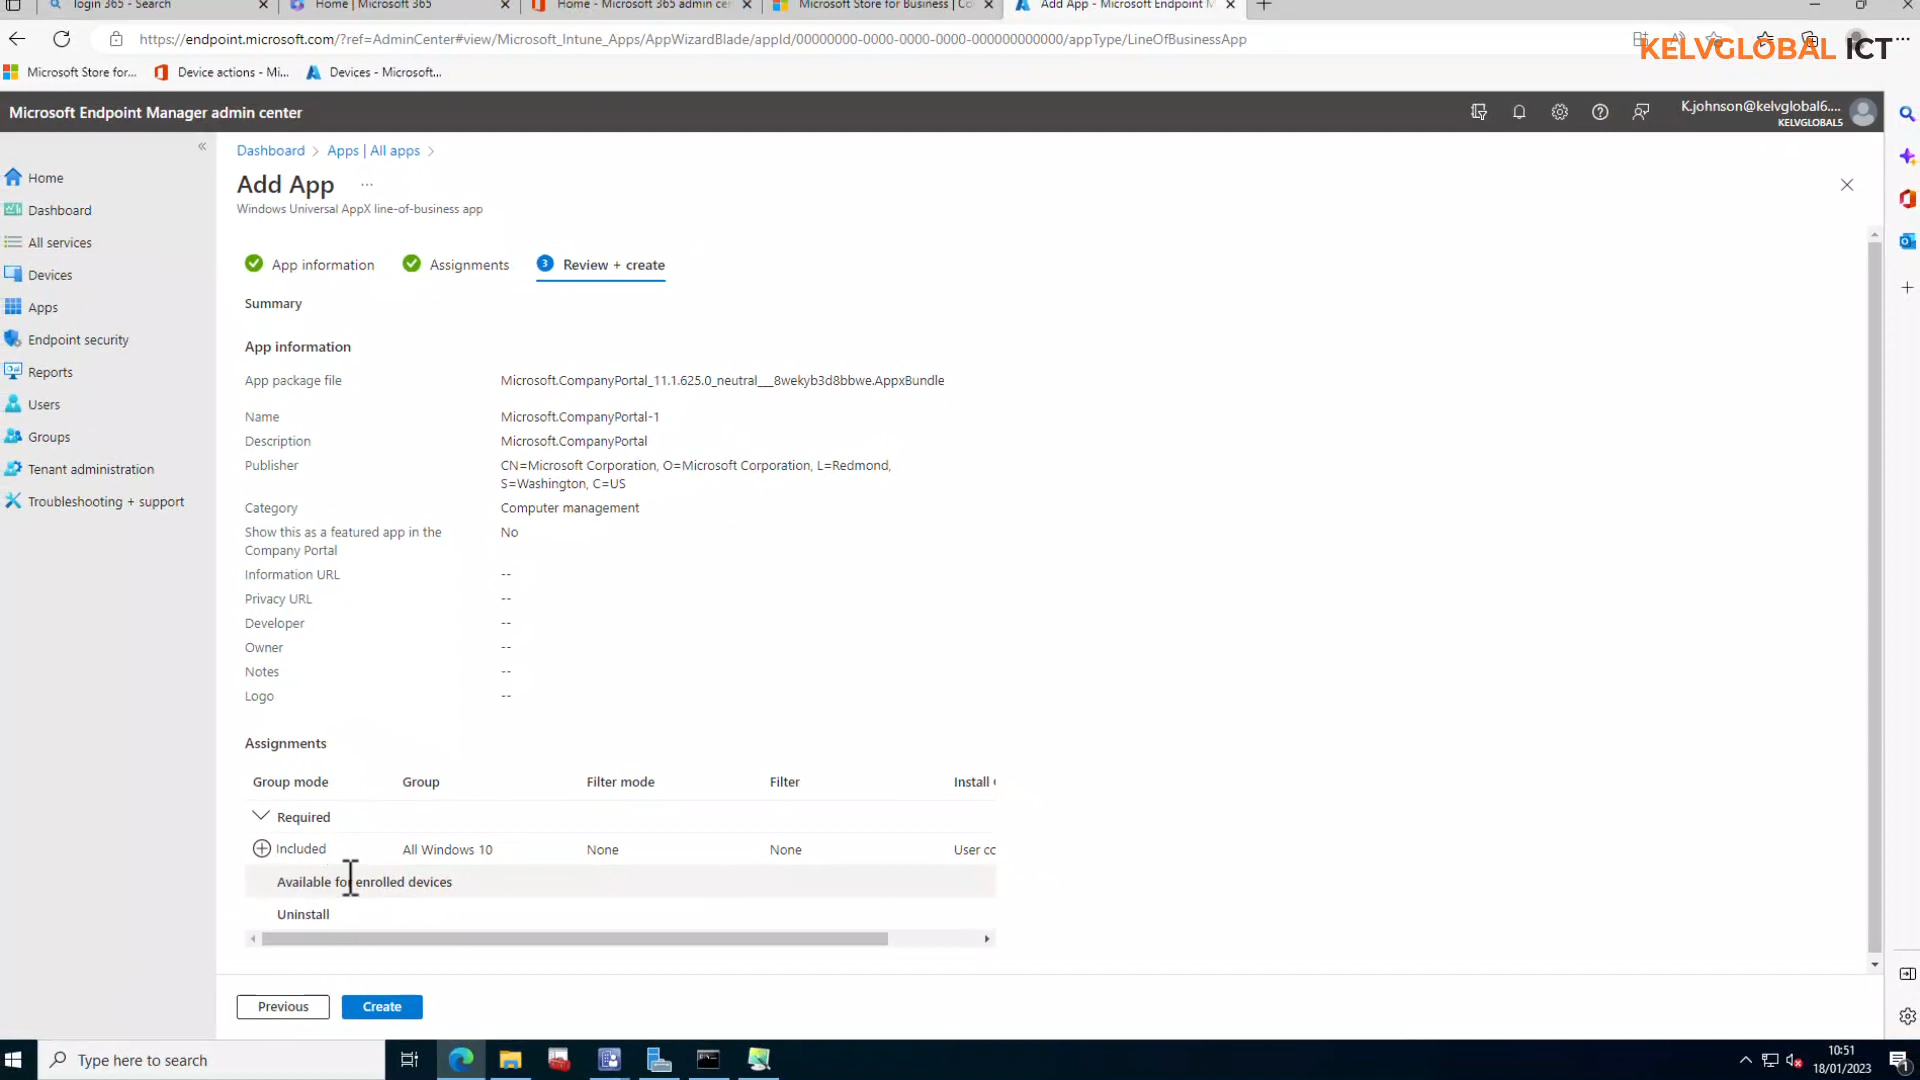 login 365 - Search
Home | Microsoft 365
Home - Microsoft 365 admin cen
Microsoft Store for Business | Co
Add App - Microsoft Endpoint M
https://endpoint.microsoft.com/?ref=AdminCenter#view/Microsoft_Intune_Apps/AppWizardBlade/appId/00000000-0000-0000-0000-000000000000/appType/LineOfBusinessApp
KELVGLOBAL ICT
Microsoft Store for...
Device actions - Mi...
Devices - Microsoft...
Microsoft Endpoint Manager admin center
K.johnson@kelvglobal6....
KELVGLOBALS
Dashboard > Apps | All apps >
Home
Dashboard
All services
Devices
Apps
Endpoint security
Reports
Users
Groups
Tenant administration
Troubleshooting + support
Add App ...
Windows Universal AppX line-of-business app
App information
Assignments
3 Review + create
Summary
App information
App package file Microsoft.CompanyPortal_11.1.625.0_neutral___8wekyb3d8bbwe.AppxBundle
Name Microsoft.CompanyPortal-1
Description Microsoft.CompanyPortal
Publisher CN=Microsoft Corporation, O=Microsoft Corporation, L=Redmond,
S=Washington, C=US
Category Computer management
Show this as a featured app in the No
Company Portal
Information URL --
Privacy URL --
Developer --
Owner --
Notes --
Logo --
Assignments
Group mode Group Filter mode Filter Install
Required
Included All Windows 10 None None User cc
Available for enrolled devices
Uninstall
Previous
Create
Type here to search
10:51
18/01/2023
1